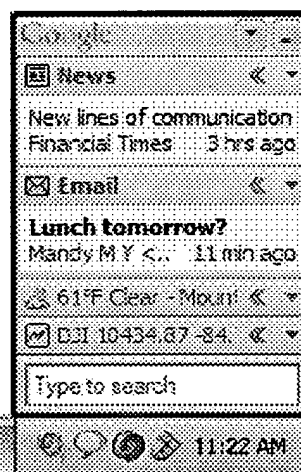 Google
News
New lines of communication
Financial Times 3 hrs ago
Email
Lunch tomorrow?
Mandy M Y <.. 11 min ago
61°F Clear - Mount
DJI 10434.87 -84.
Type to search
11:22 AM